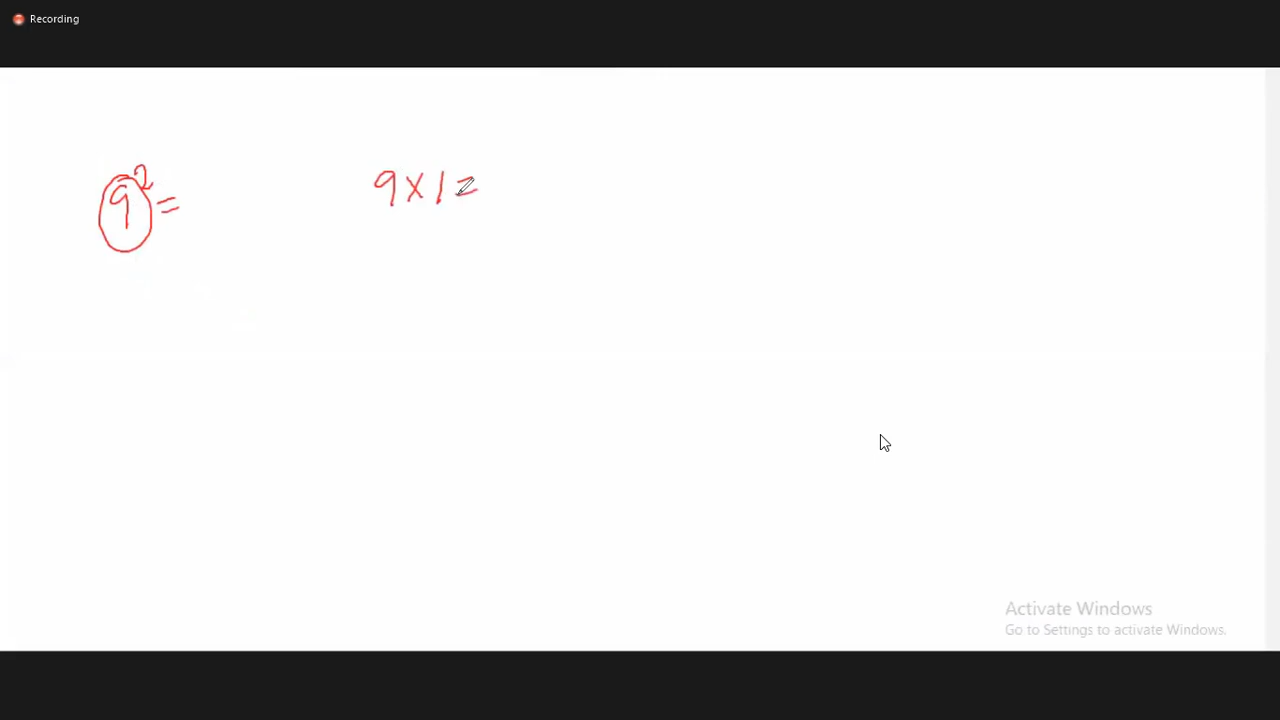 Recording
9² = 9 x 1 =
Activate Windows
Go to Settings to activate Windows.